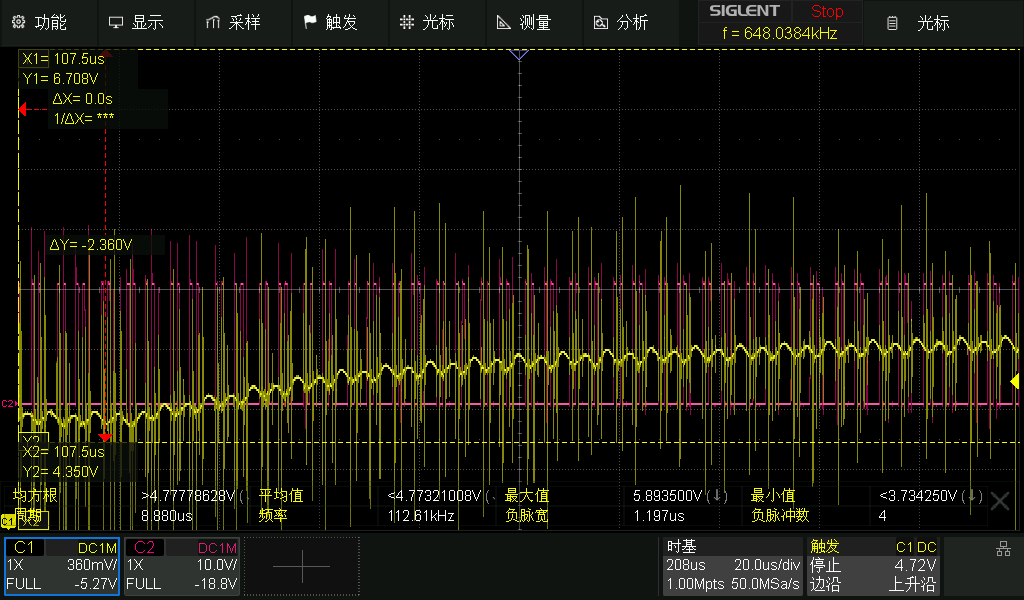 功能 显示 采样 触发 光标 测量 分析 SIGLENT Stop 光标
f = 648.0384kHz
X1= 107.5us
Y1= 6.708V
ΔX= 0.0s
1/ΔX= ***
ΔY= -2.360V
C2
X2= 107.5us
Y2= 4.350V
均方根 >4.77778628V 平均值 <4.77321008V 最大值 5.893500V (↓) 最小值 <3.734250V (↓)
周期 8.880us 频率 112.61kHz 负脉宽 1.197us 负脉冲数 4
C1
C1 DC1M C2 DC1M 时基 触发 C1 DC
1X 360mV/ 1X 10.0V/ 208us 20.0us/div 停止 4.72V
FULL -5.27V FULL -18.8V 1.00Mpts 50.0MSa/s 边沿 上升沿